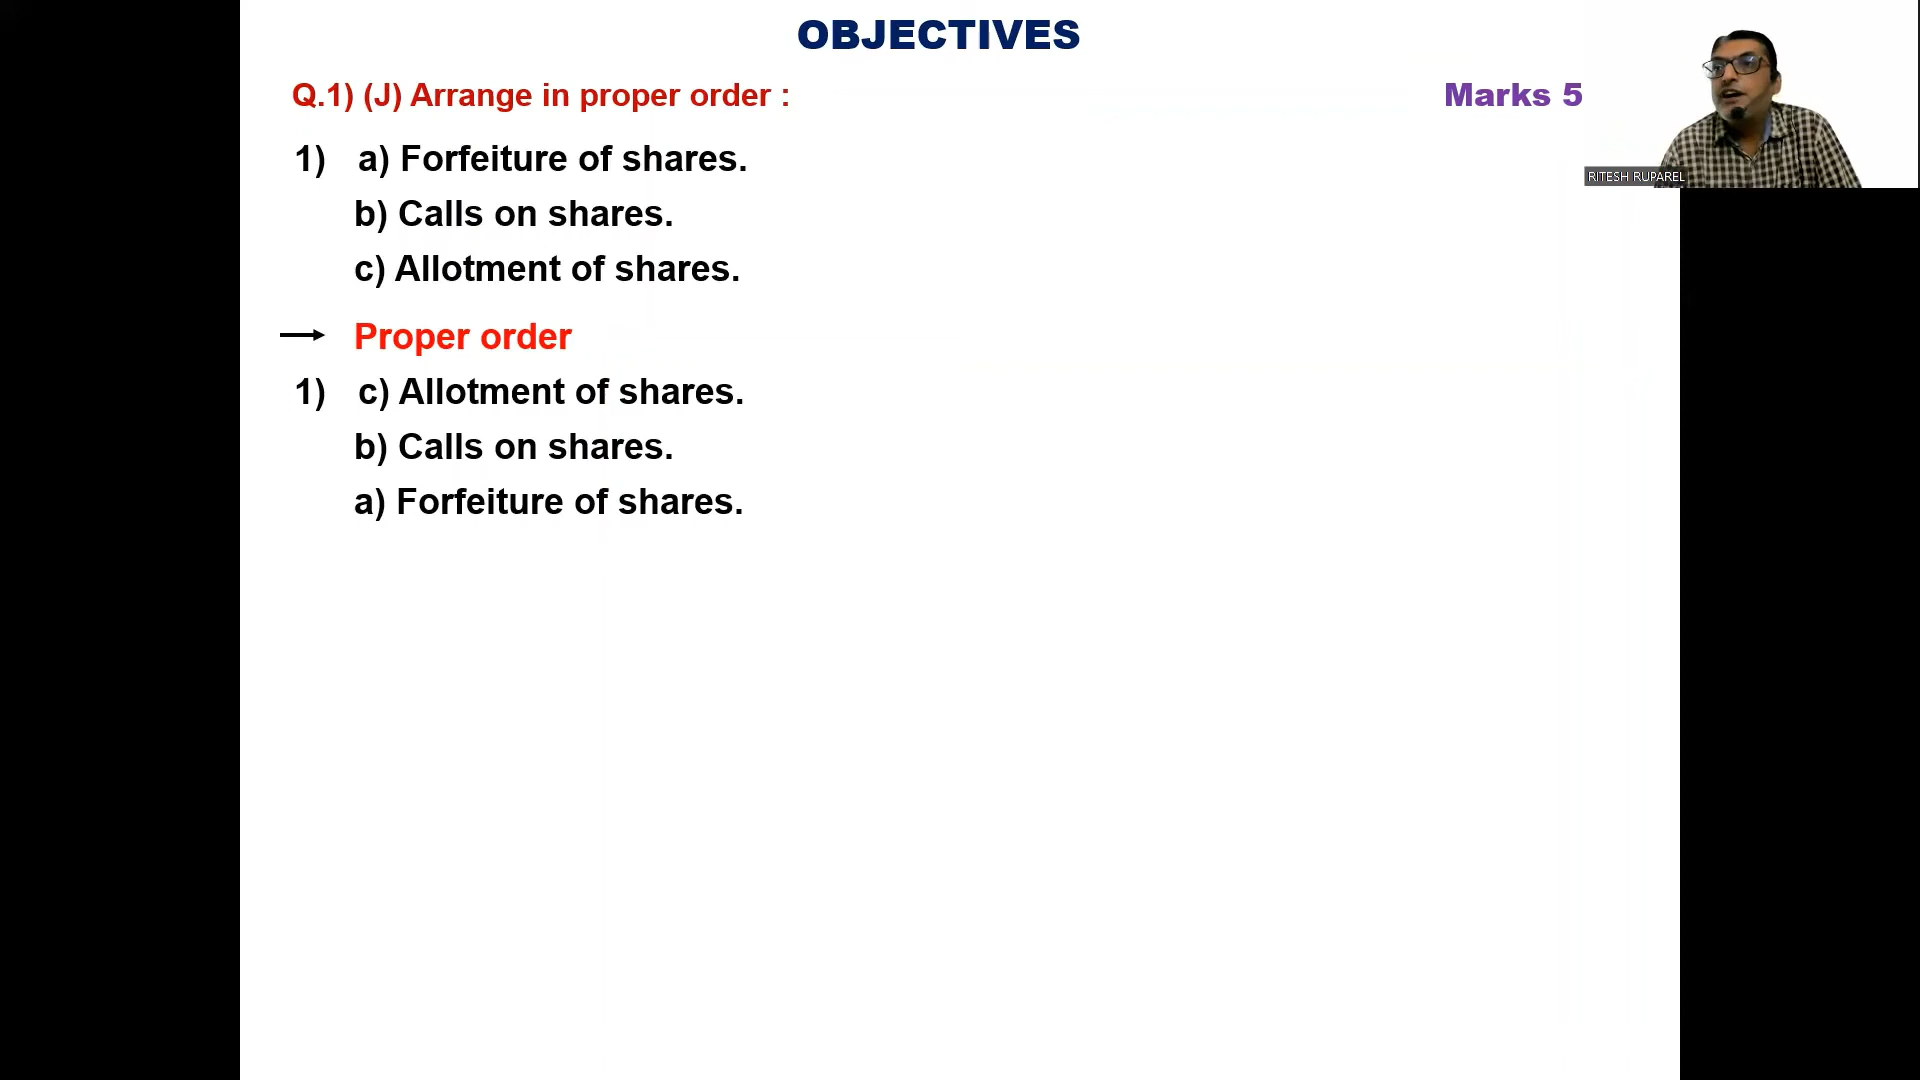 OBJECTIVES
Q.1) (J) Arrange in proper order : Marks 5
RITESH RUPAREL
1) a) Forfeiture of shares.
b) Calls on shares.
c) Allotment of shares.
Proper order
1) c) Allotment of shares.
b) Calls on shares.
a) Forfeiture of shares.